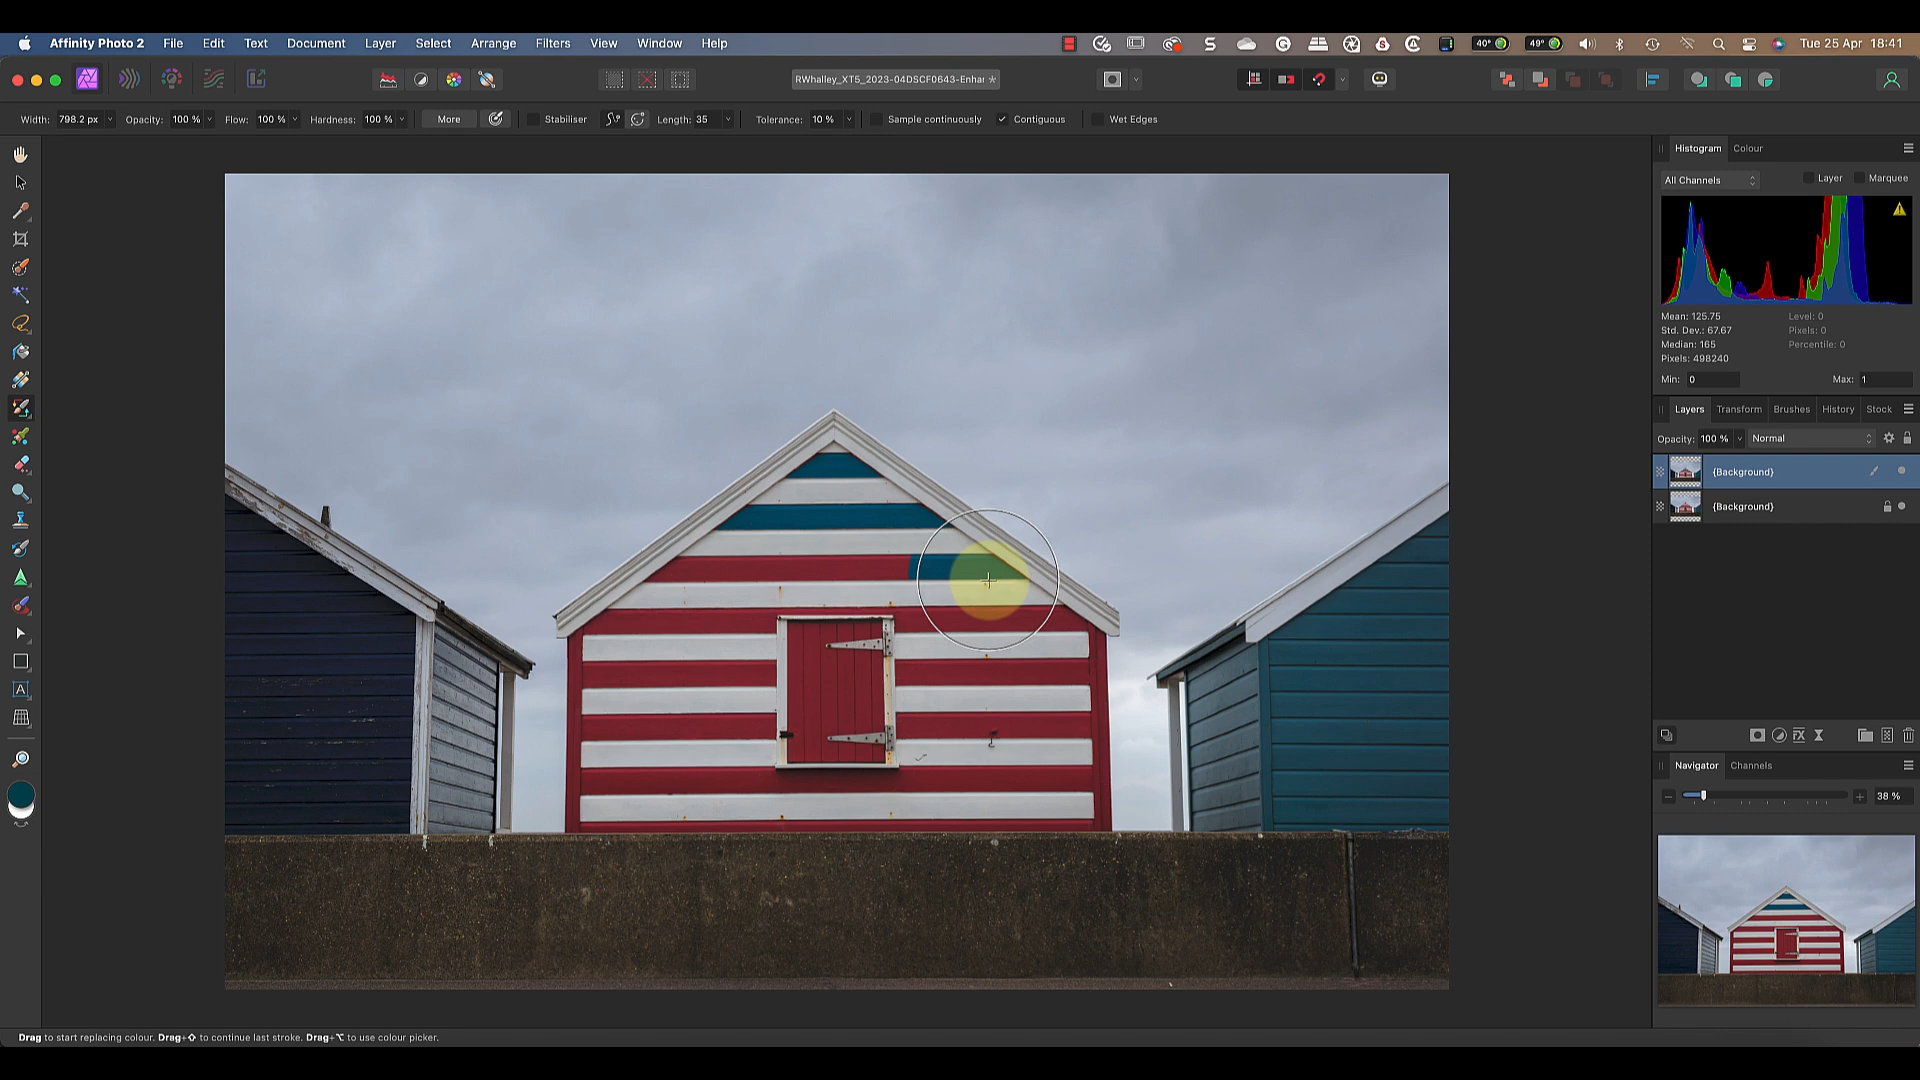 Affinity Photo 2 File Edit Text Document Layer Select Arrange Filters View Window Help 40° 49° Tue 25 Apr 18:41
RWhalley_XT5_2023-04DSCF0643-Enhar *
Width: 798.2 px Opacity: 100 % Flow: 100 % Hardness: 100 % More Stabiliser Length: 35 Tolerance: 10 % Sample continuously Contiguous Wet Edges
Histogram Colour
All Channels Layer Marquee
Mean: 125.75 Level: 0
Std. Dev.: 67.67 Pixels: 0
Median: 165 Percentile: 0
Pixels: 498240
Min: 0 Max: 1
Layers Transform Brushes History Stock
Opacity: 100 % Normal
(Background)
(Background)
Navigator Channels
38 %
Drag to start replacing colour. Drag+⇧ to continue last stroke. Drag+⌥ to use colour picker.